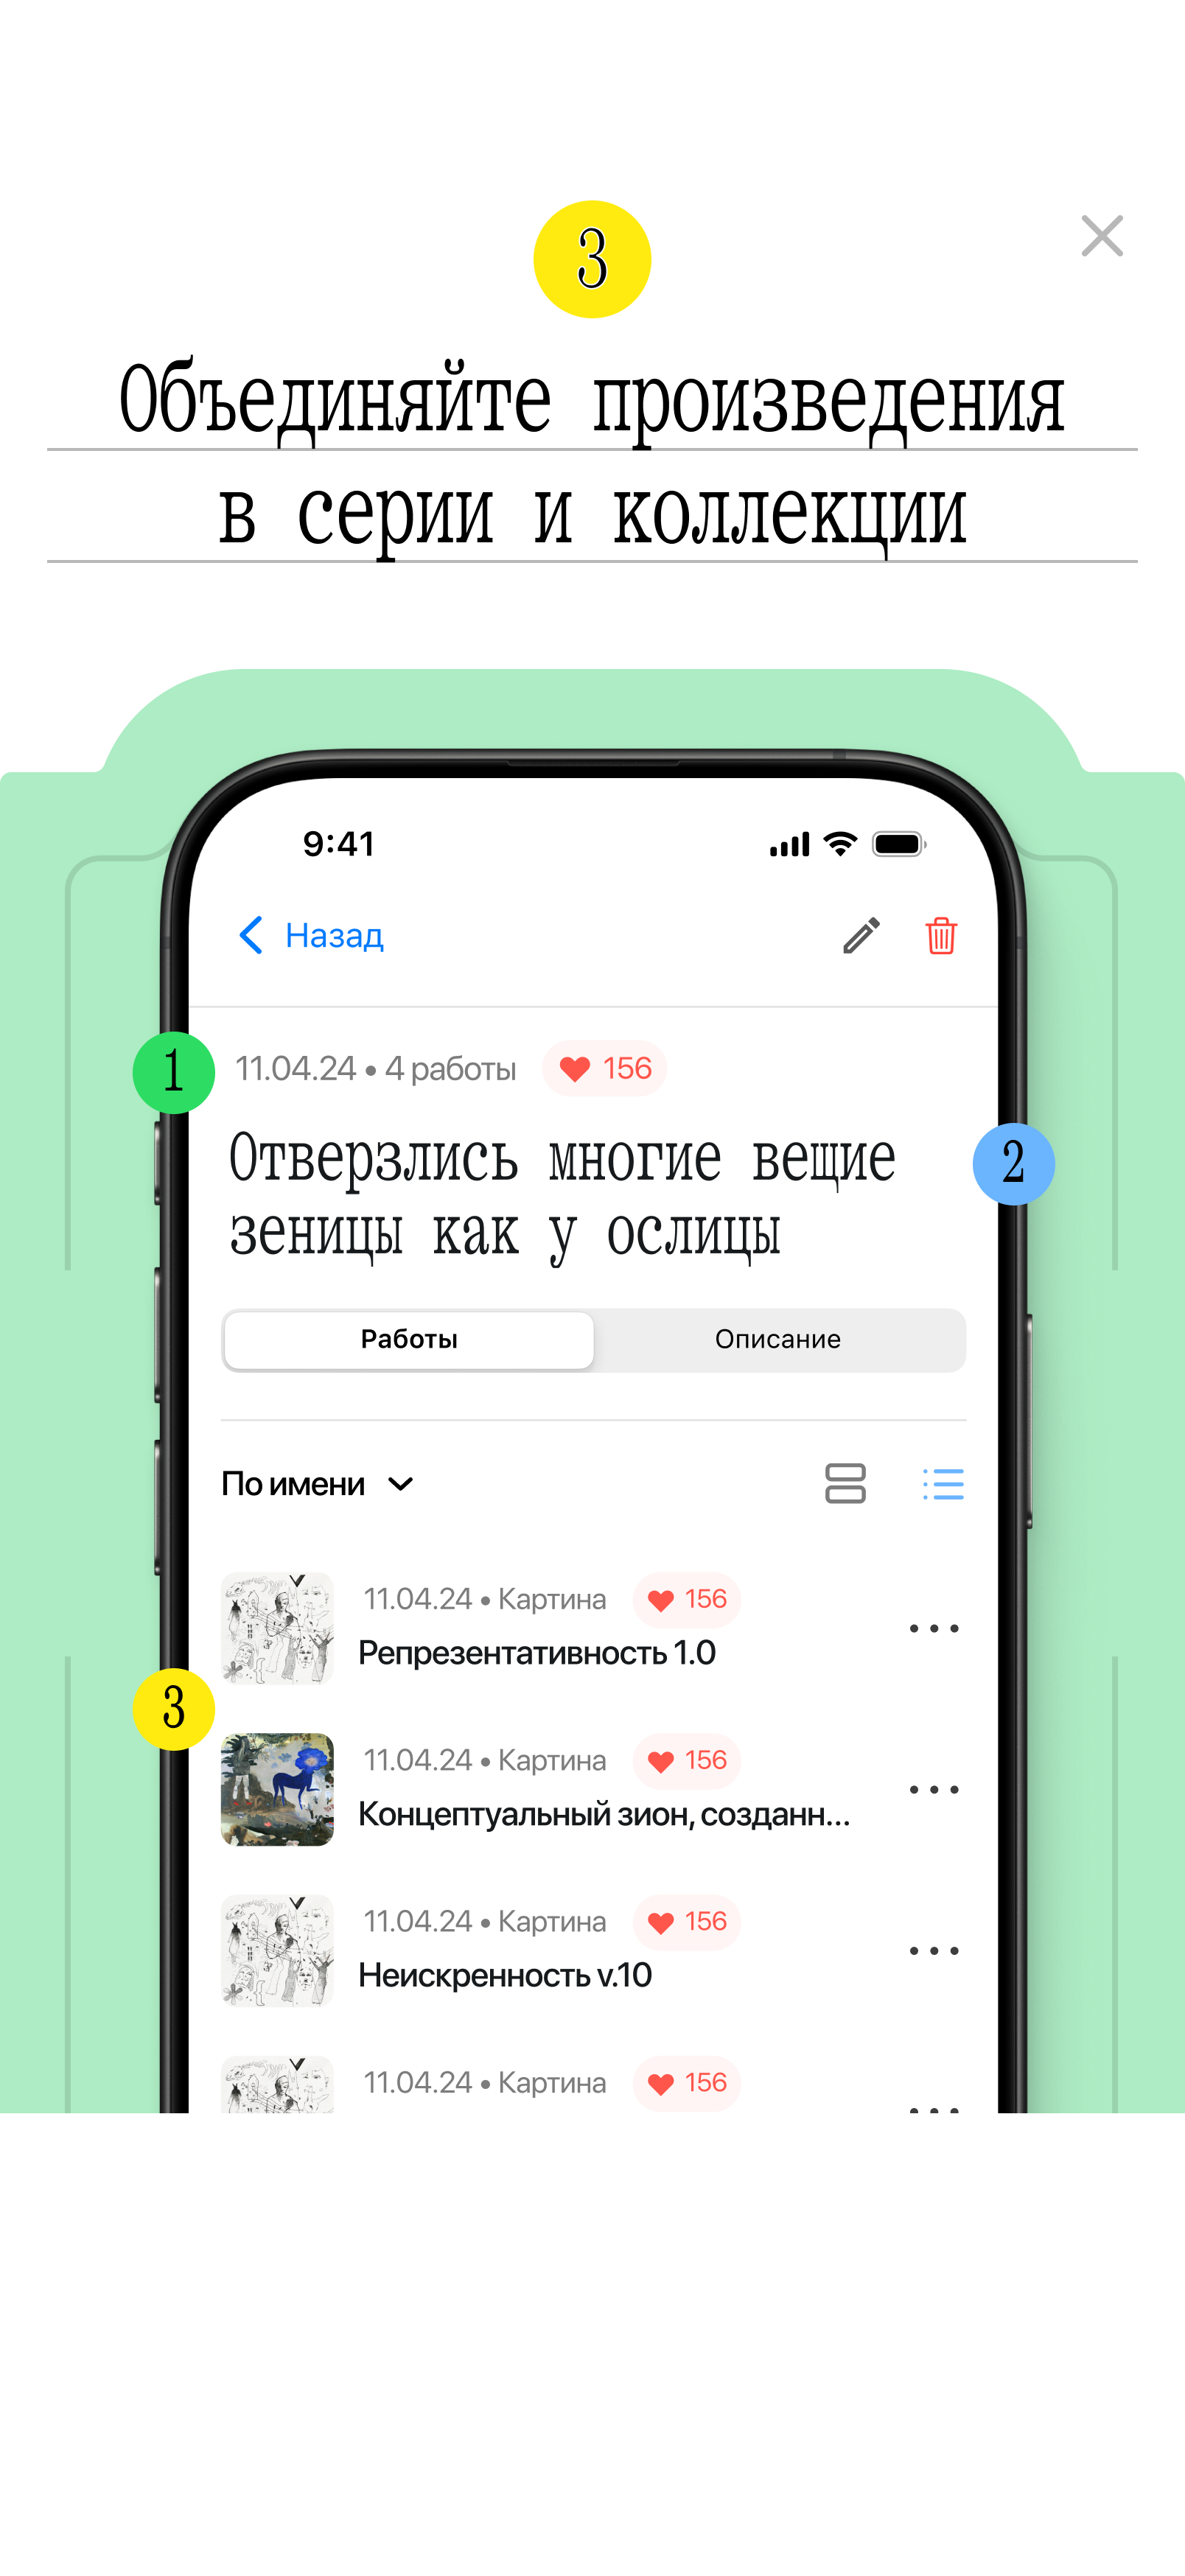 3
Объединяйте произведения
в серии и коллекции
9:41
Назад
1
11.04.24 • 4 работы 156
Отверзлись многие вещие
2
зеницы как у ослицы
Работы Описание
По имени
11.04.24 • Картина 156
Репрезентативность 1.0
3
11.04.24 • Картина 156
Концептуальный зион, созданн...
11.04.24 • Картина 156
Неискренность v.10
11.04.24 • Картина 156